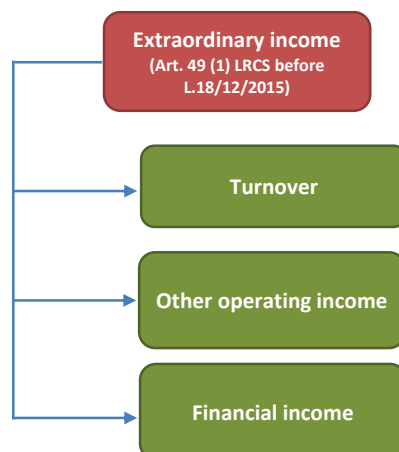 Extraordinary income
(Art. 49 (1) LRCS before
L.18/12/2015)
Turnover
Other operating income
Financial income